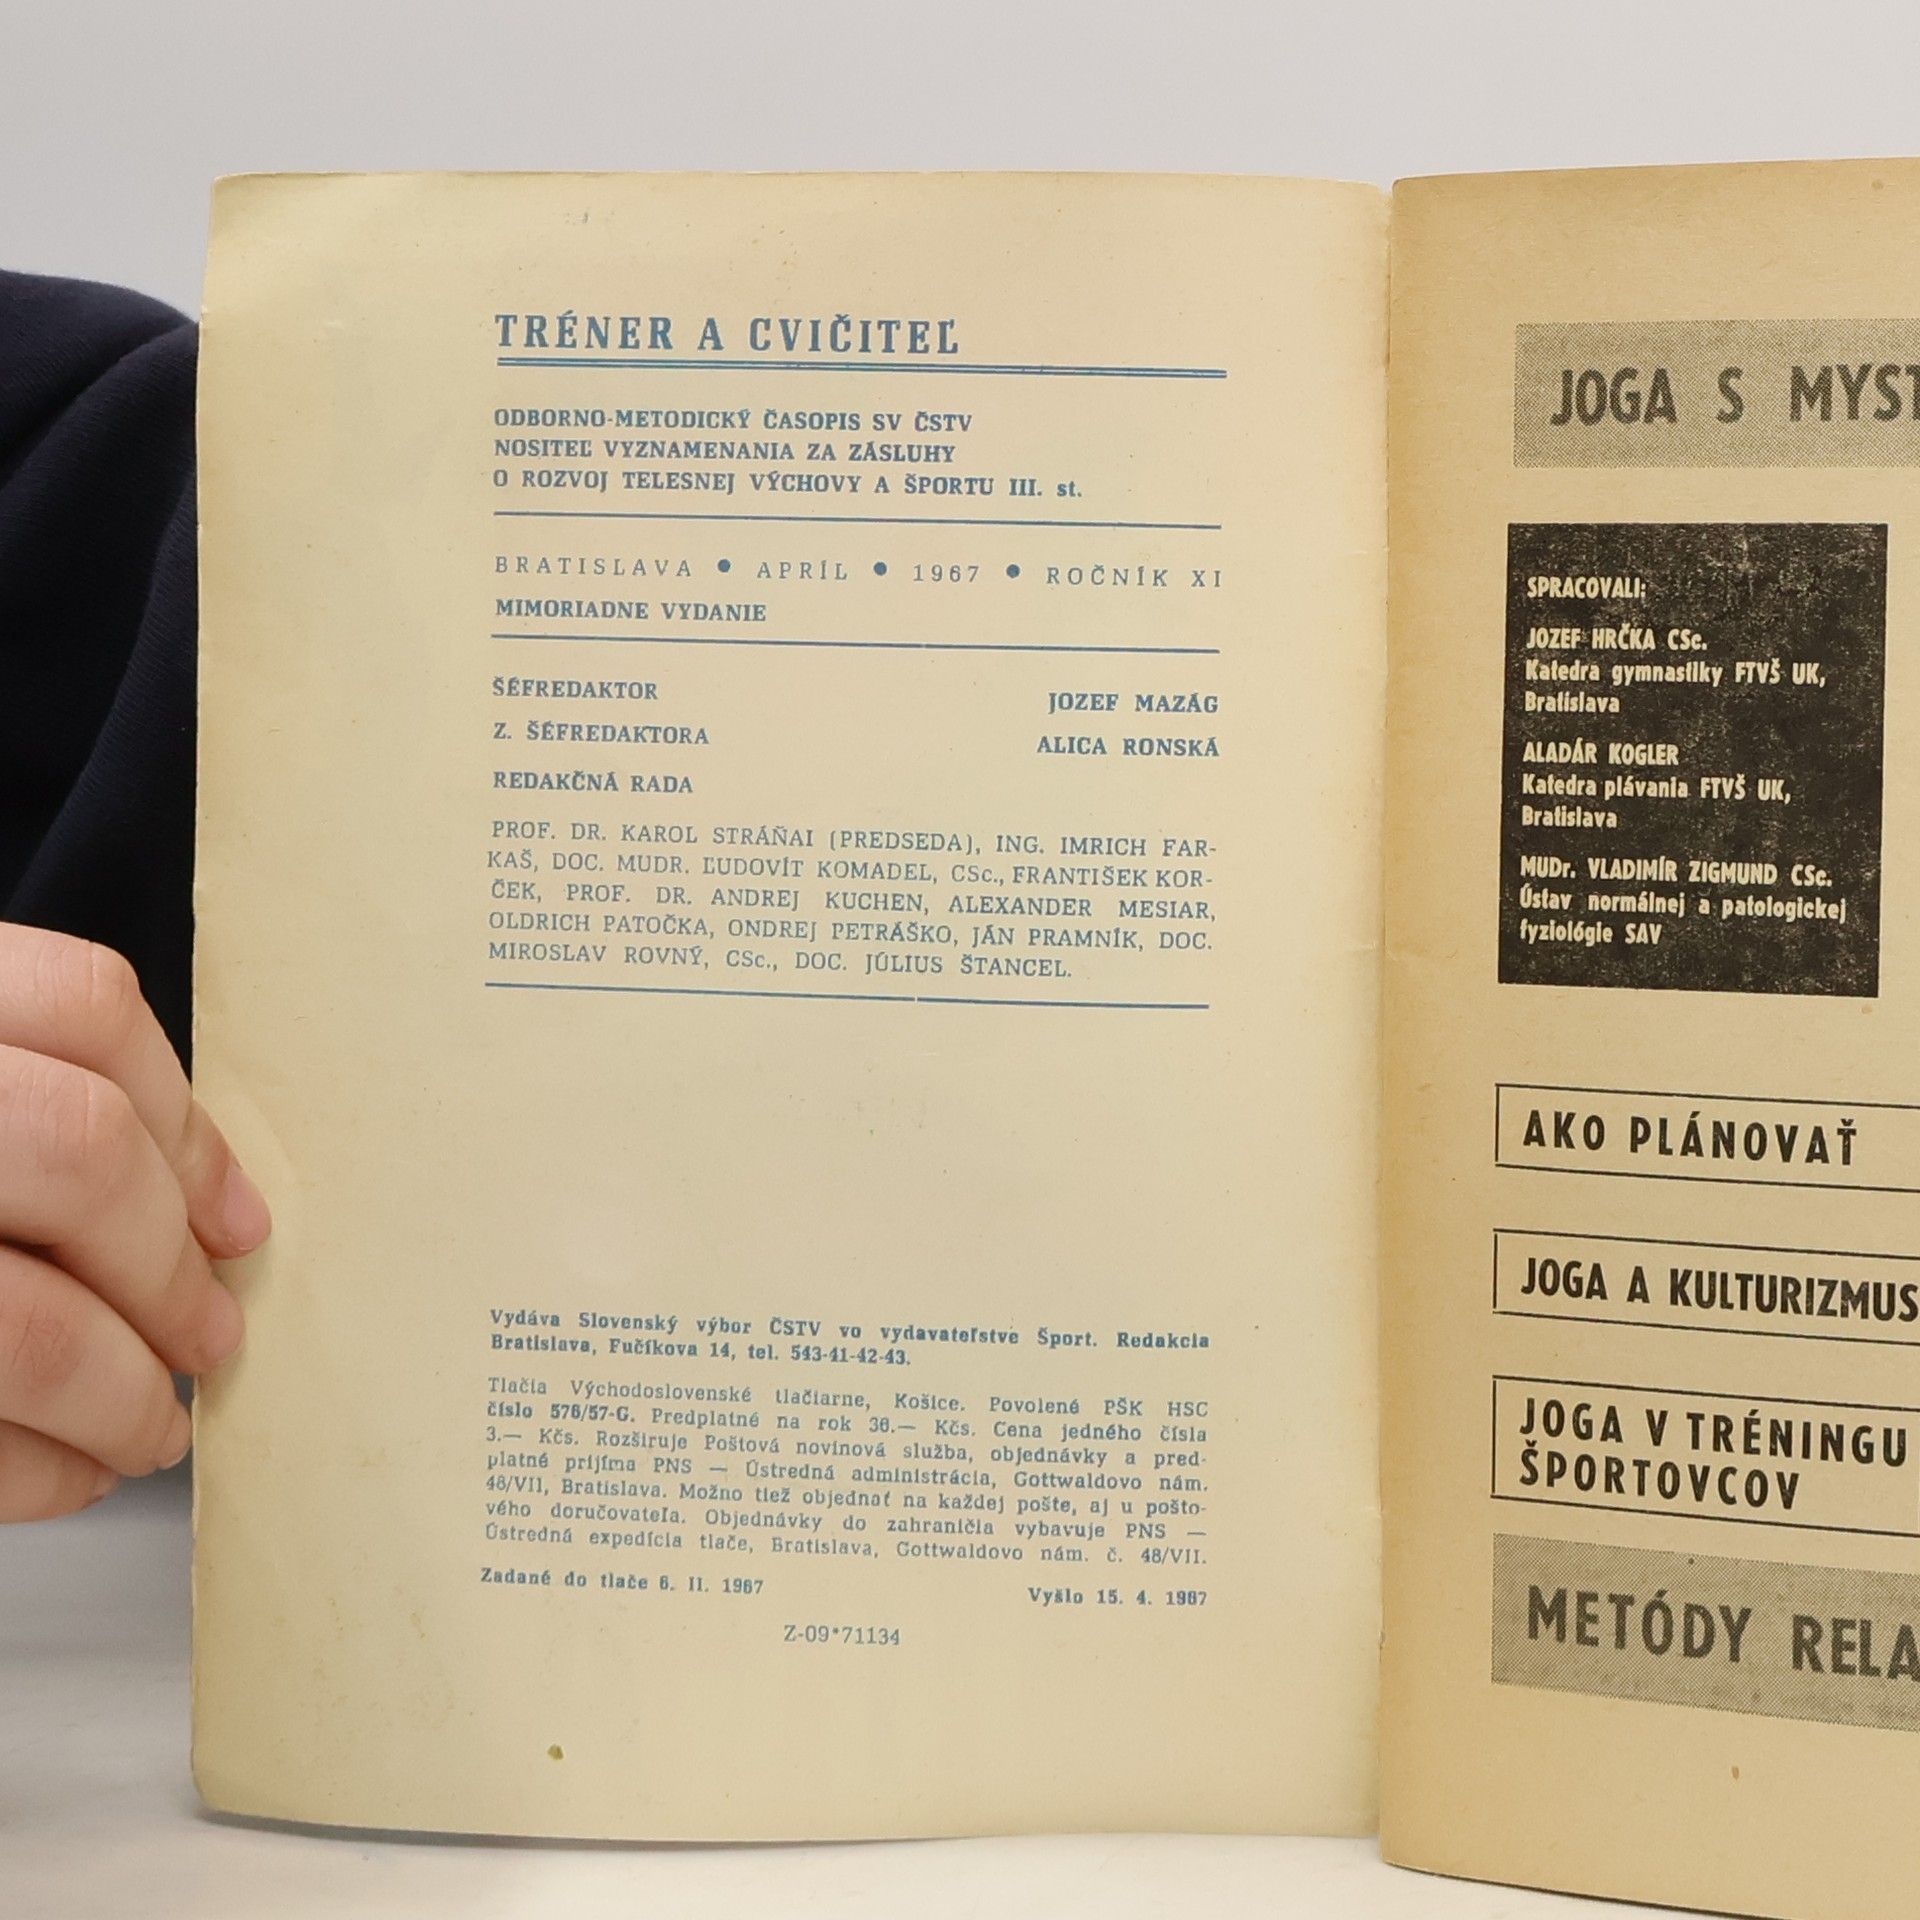 TRÉNER A CVIČITEĽ
ODBORNO-METODICKÝ ČASOPIS SV ČSTV
NOSITEĽ VYZNAMENANIA ZA ZÁSLUHY
O ROZVOJ TELESNEJ VÝCHOVY A ŠPORTU III. st.
BRATISLAVA ● APRÍL ● 1967 ● ROČNÍK XI
MIMORIADNE VYDANIE
ŠÉFREDAKTOR JOZEF MAZÁG
Z. ŠÉFREDAKTORA ALICA RONSKÁ
REDAKČNÁ RADA
PROF. DR. KAROL STRÁŇAI (PREDSEDA), ING. IMRICH FAR-
KAŠ, DOC. MUDR. ĽUDOVÍT KOMADEL, CSc., FRANTIŠEK KOR-
ČEK, PROF. DR. ANDREJ KUCHEN, ALEXANDER MESIAR,
OLDRICH PATOČKA, ONDREJ PETRÁŠKO, JÁN PRAMNÍK, DOC.
MIROSLAV ROVNÝ, CSc., DOC. JÚLIUS ŠTANCEL.
Vydáva Slovenský výbor ČSTV vo vydavateľstve Šport. Redakcia
Bratislava, Fučíkova 14, tel. 543-41-42-43.
Tlačia Východoslovenské tlačiarne, Košice. Povolené PŠK HSC
číslo 576/57-G. Predplatné na rok 36.— Kčs. Cena jedného čísla
3.— Kčs. Rozširuje Poštová novinová služba, objednávky a pred-
platné prijíma PNS — Ústredná administrácia, Gottwaldovo nám.
48/VII, Bratislava. Možno tiež objednať na každej pošte, aj u pošto-
vého doručovateľa. Objednávky do zahraničia vybavuje PNS —
Ústredná expedícia tlače, Bratislava, Gottwaldovo nám. č. 48/VII.
Zadané do tlače 6. II. 1967 Vyšlo 15. 4. 1967
Z-09*71134
JOGA S MYST
SPRACOVALI:
JOZEF HRČKA CSc.
Katedra gymnastiky FTVŠ UK,
Bratislava
ALADÁR KOGLER
Katedra plávania FTVŠ UK,
Bratislava
MUDr. VLADIMÍR ZIGMUND CSc.
Ústav normálnej a patologickej
fyziológie SAV
AKO PLÁNOVAŤ
JOGA A KULTURIZMUS
JOGA V TRÉNINGU
ŠPORTOVCOV
METÓDY RELA